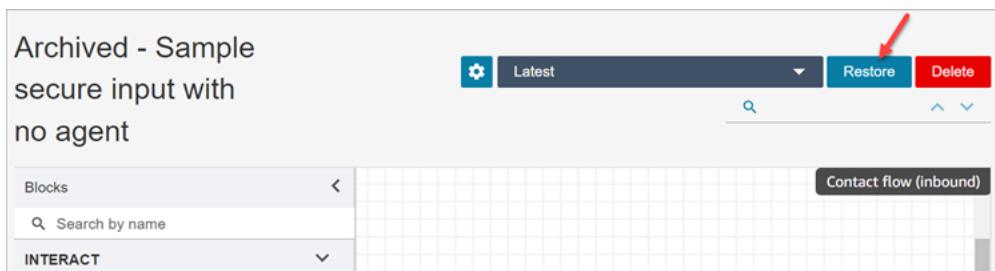 Archived - Sample
secure input with
no agent
Latest
Restore
Delete
Blocks
Contact flow (inbound)
Search by name
INTERACT